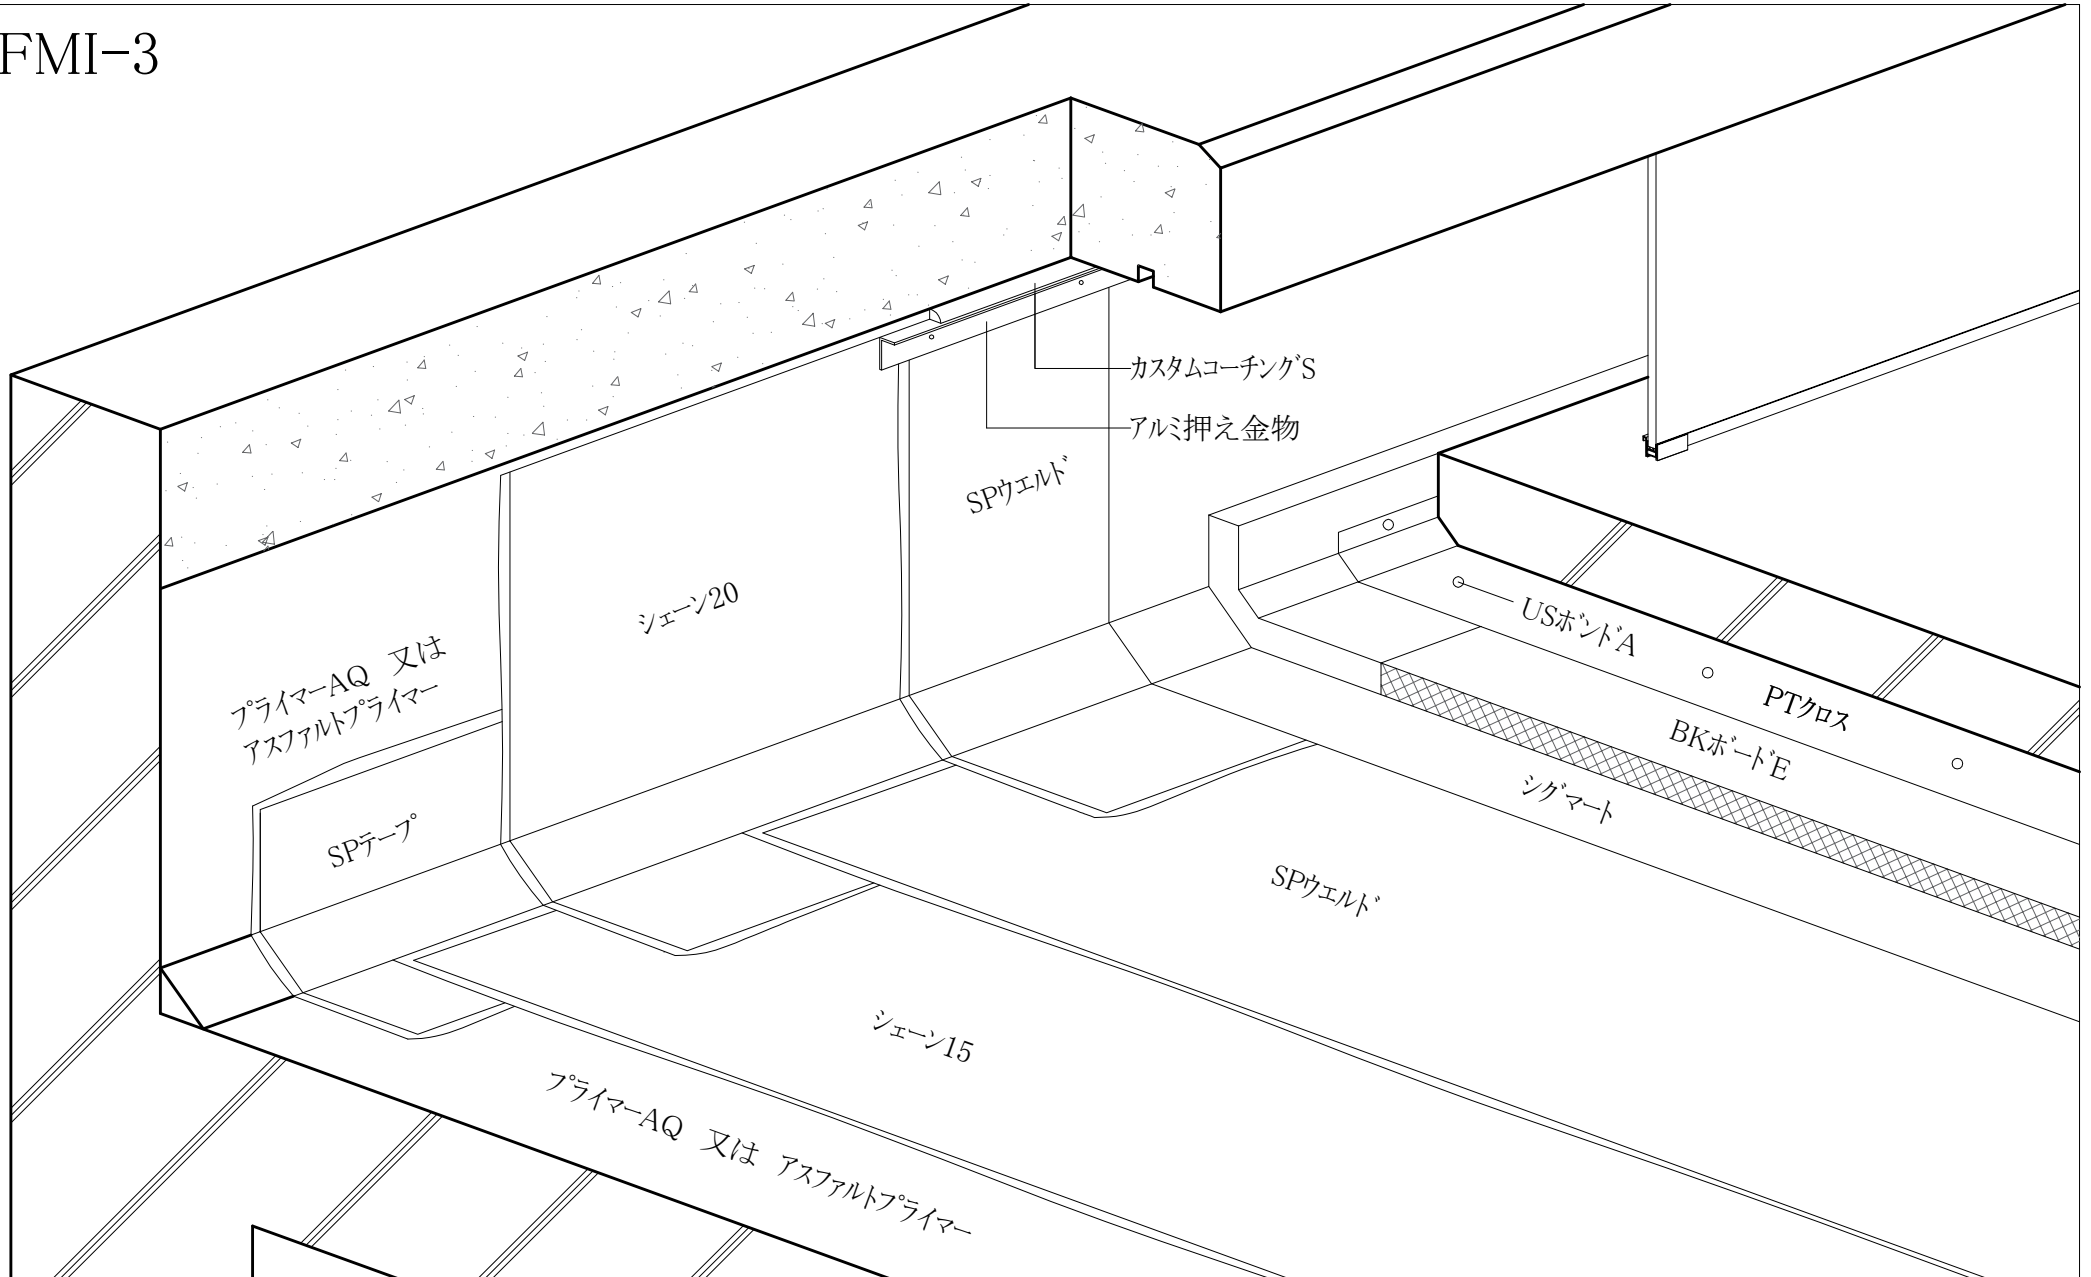 FMI-3
カスタムコーチングS
アルミ押え金物
SPウェルド
シェーン20
USボンドA
プライマーAQ 又は
アスファルトプライマー
PTクロス
BKボードE
シグマート
SPテープ
SPウエルド
シェーン15
プライマーAQ 又は アスファルトプライマー